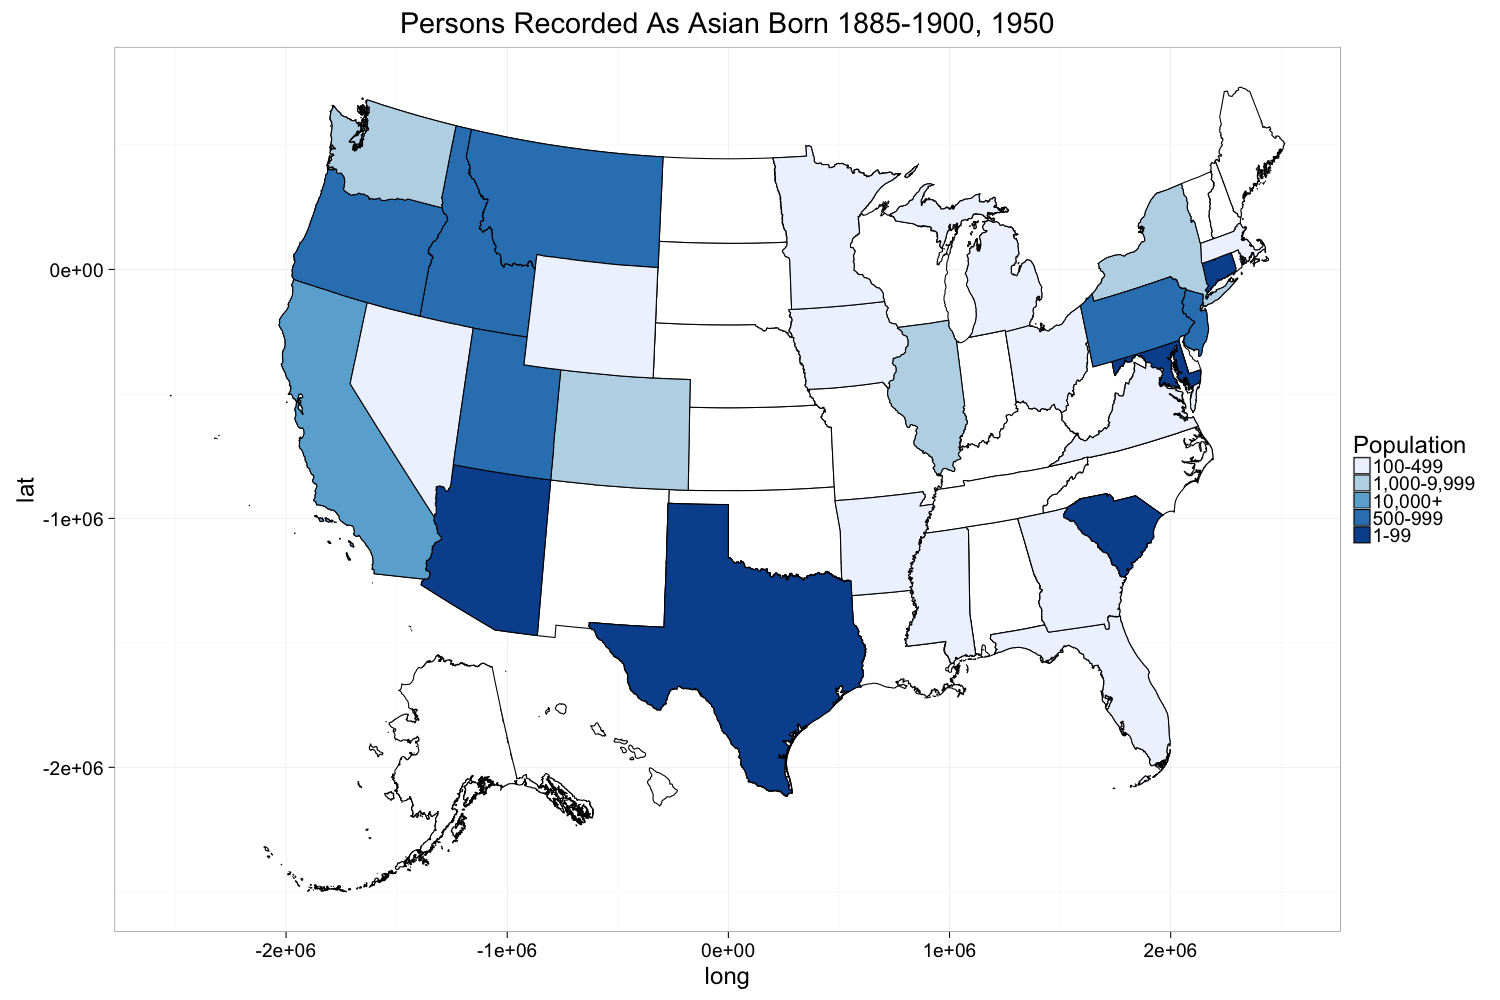 Persons Recorded As Asian Born 1885-1900, 1950
0e+00
-1e+06
-2e+06
lat
-2e+06
-1e+06
0e+00
1e+06
2e+06
long
Population
100-499
1,000-9,999
10,000+
500-999
1-99